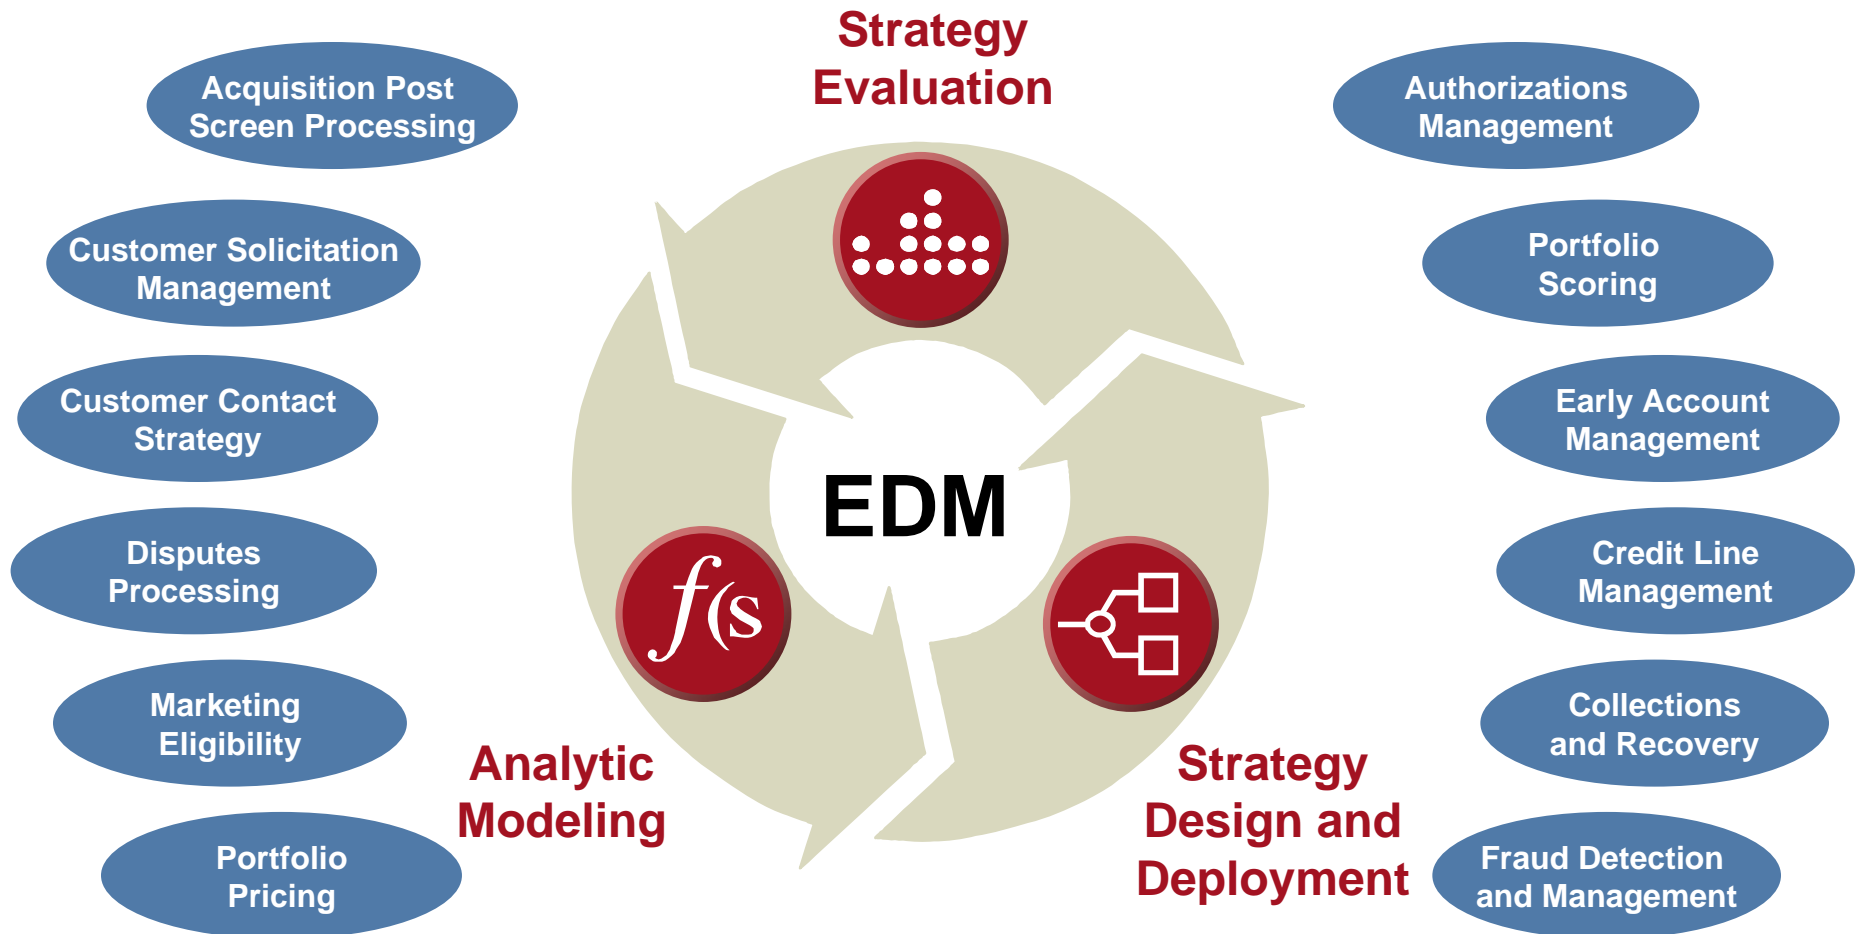 Strategy
Evaluation
Acquisition Post
Screen Processing
Customer Solicitation
Management
Customer Contact
Strategy
Disputes
Processing
Marketing
Eligibility
Portfolio
Pricing
EDM
f(s
Analytic
Modeling
Strategy
Design and
Deployment
Authorizations
Management
Portfolio
Scoring
Early Account
Management
Credit Line
Management
Collections
and Recovery
Fraud Detection
and Management